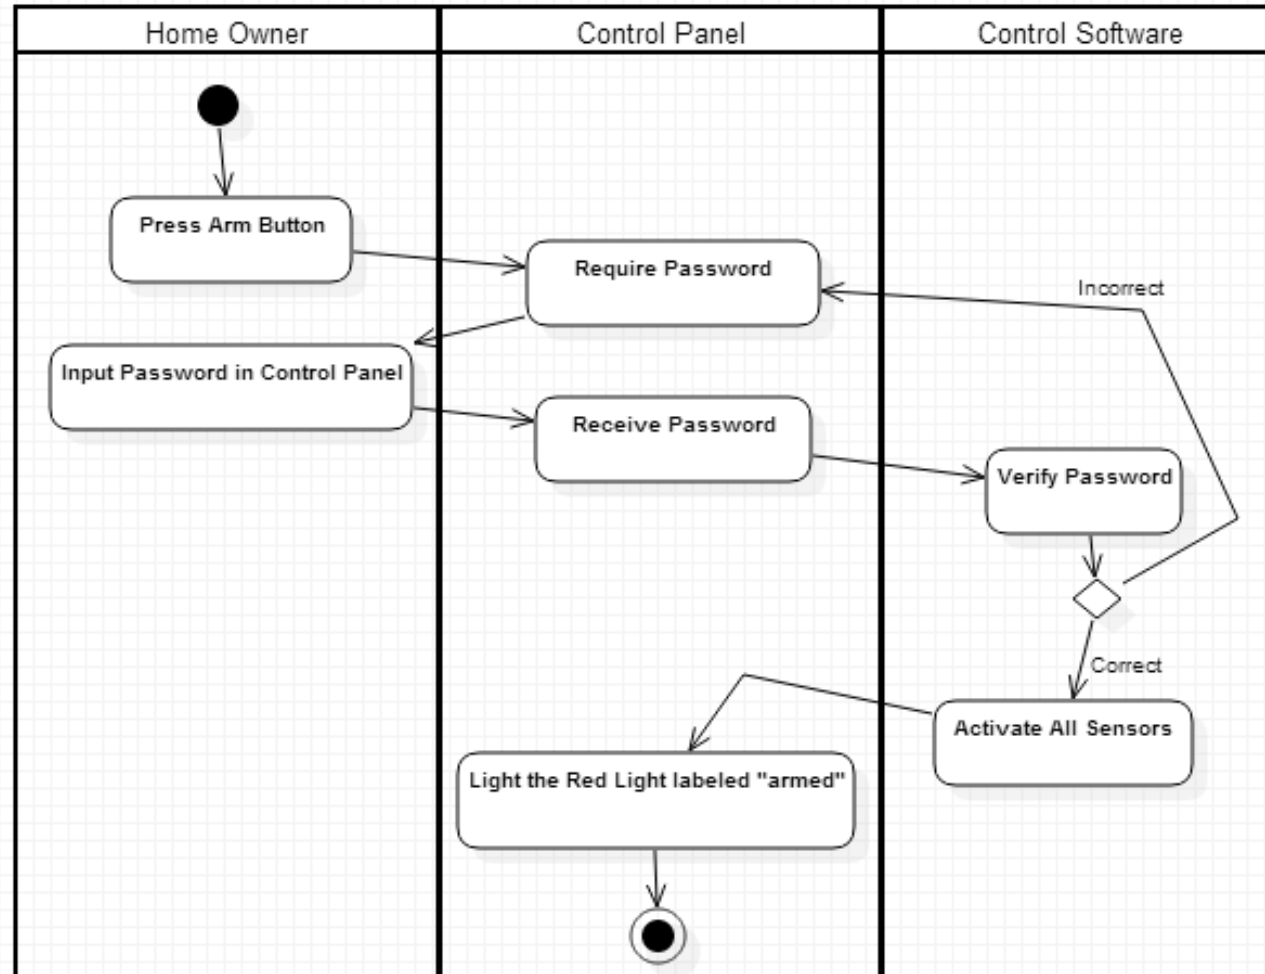 Home Owner
Control Panel
Control Software
Press Arm Button
Require Password
Incorrect
Input Password in Control Panel
Receive Password
Verify Password
Correct
Activate All Sensors
Light the Red Light labeled "armed"